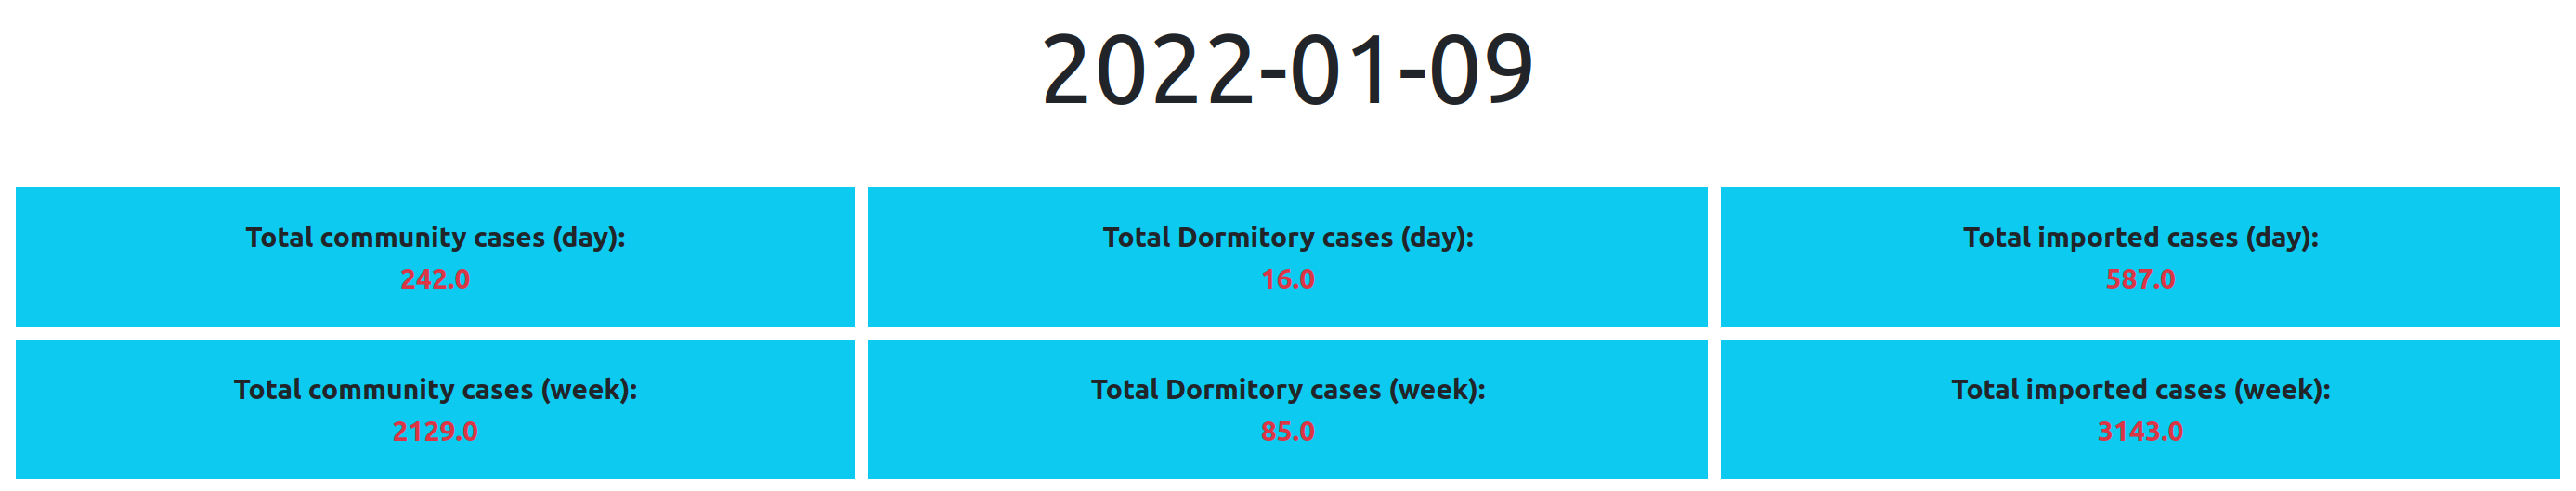 2022-01-09
Total community cases (day):
242.0
Total Dormitory cases (day):
16.0
Total imported cases (day):
587.0
Total community cases (week):
2129.0
Total Dormitory cases (week):
85.0
Total imported cases (week):
3143.0